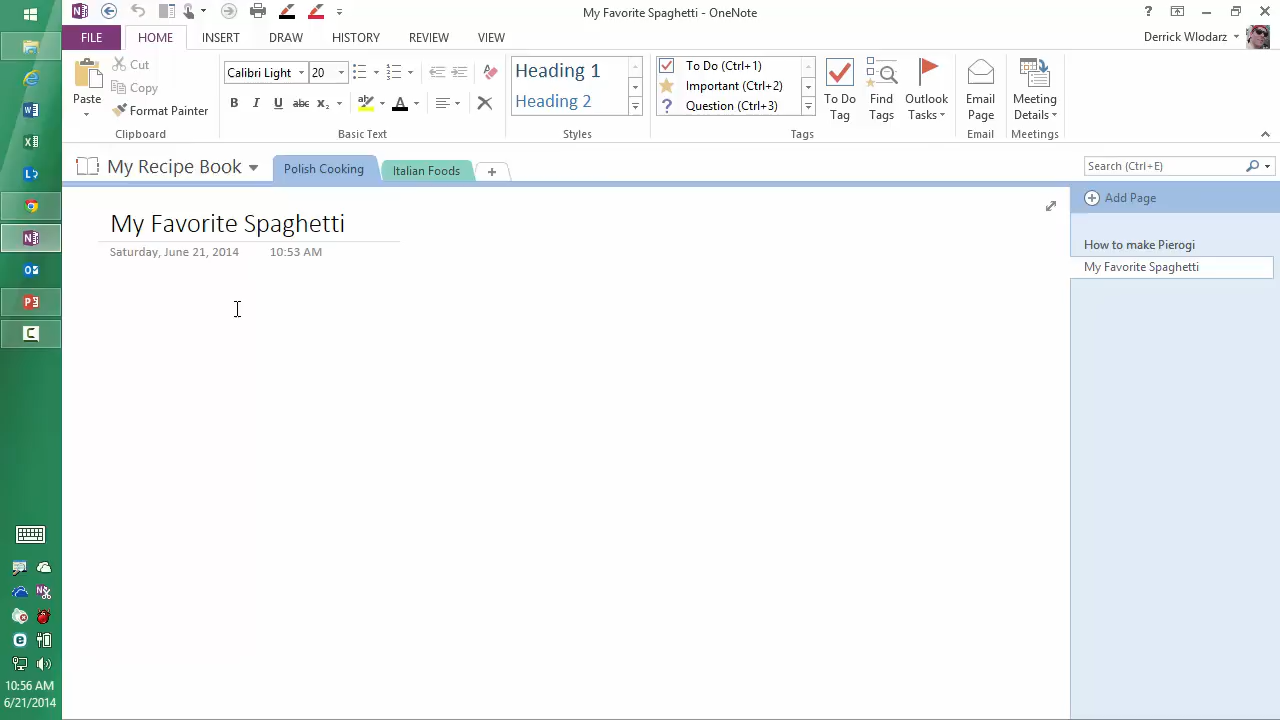 My Favorite Spaghetti - OneNote
?
FILE HOME INSERT DRAW HISTORY REVIEW VIEW
Derrick Wlodarz
Paste
Cut
Copy
Format Painter
Clipboard
Calibri Light 20
B I U abc x₂ A
Basic Text
Heading 1
Heading 2
Styles
To Do (Ctrl+1)
Important (Ctrl+2)
? Question (Ctrl+3)
Tags
To Do
Tag
Find
Tags
Outlook
Tasks
Email
Page
Email
Meeting
Details
Meetings
My Recipe Book
Polish Cooking
Italian Foods
+
Search (Ctrl+E)
My Favorite Spaghetti
Saturday, June 21, 2014 10:53 AM
Add Page
How to make Pierogi
My Favorite Spaghetti
10:56 AM
6/21/2014